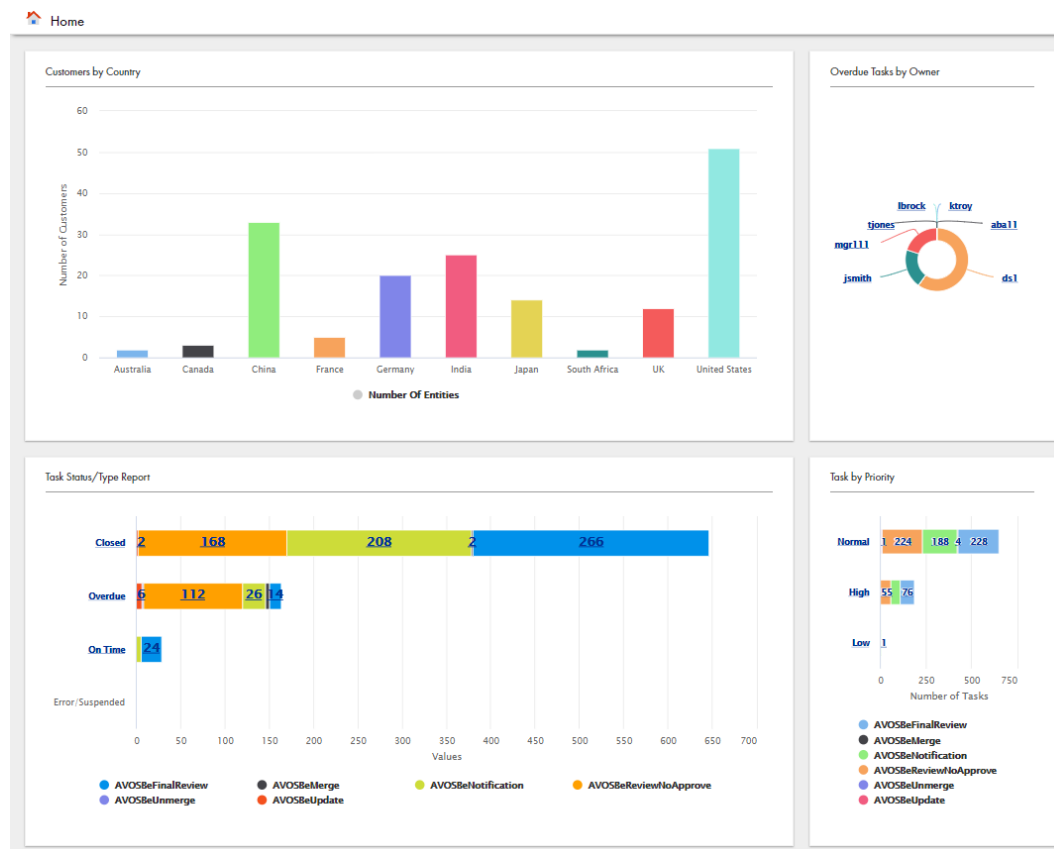 Home
Customers by Country
60
50
40
30
20
10
0
Number of Customers
Australia Canada China France Germany India Japan South Africa UK United States
Number Of Entities
Overdue Tasks by Owner
lbrock ktroy
tjones aba11
mgr111
jsmith ds1
Task Status/Type Report
Closed 2 168 208 2 266
Overdue 6 112 26 14
On Time 24
Error/Suspended
0 50 100 150 200 250 300 350 400 450 500 550 600 650 700
Values
AVOSBeFinalReview AVOSBeMerge AVOSBeNotification AVOSBeReviewNoApprove
AVOSBeUnmerge AVOSBeUpdate
Task by Priority
Normal 1 224 188 4 228
High 55 76
Low 1
0 250 500 750
Number of Tasks
AVOSBeFinalReview
AVOSBeMerge
AVOSBeNotification
AVOSBeReviewNoApprove
AVOSBeUnmerge
AVOSBeUpdate